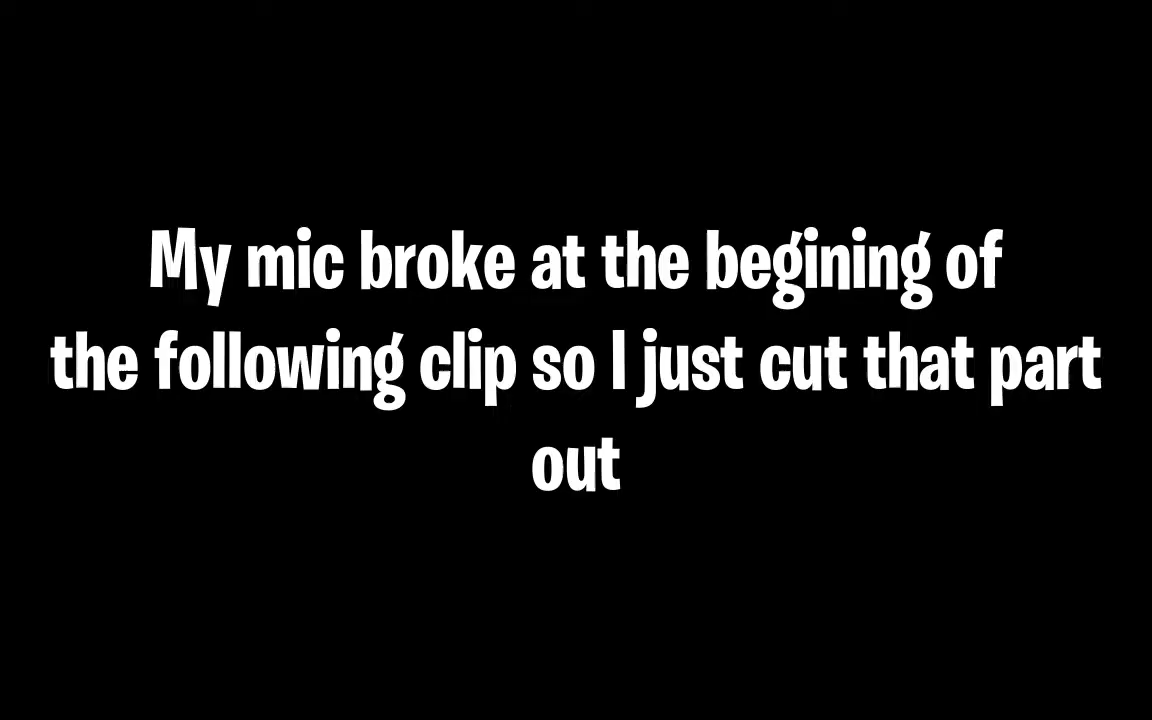 My mic broke at the begining of
the following clip so I just cut that part
out